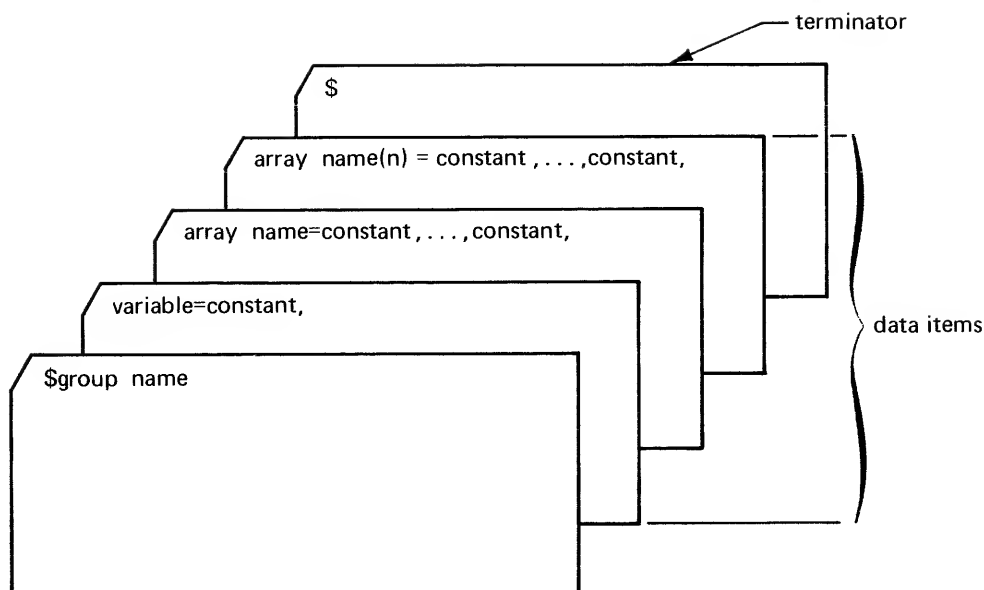 terminator
$
array name(n) = constant ,...,constant,
array name=constant,...,constant,
variable=constant,
data items
$group name